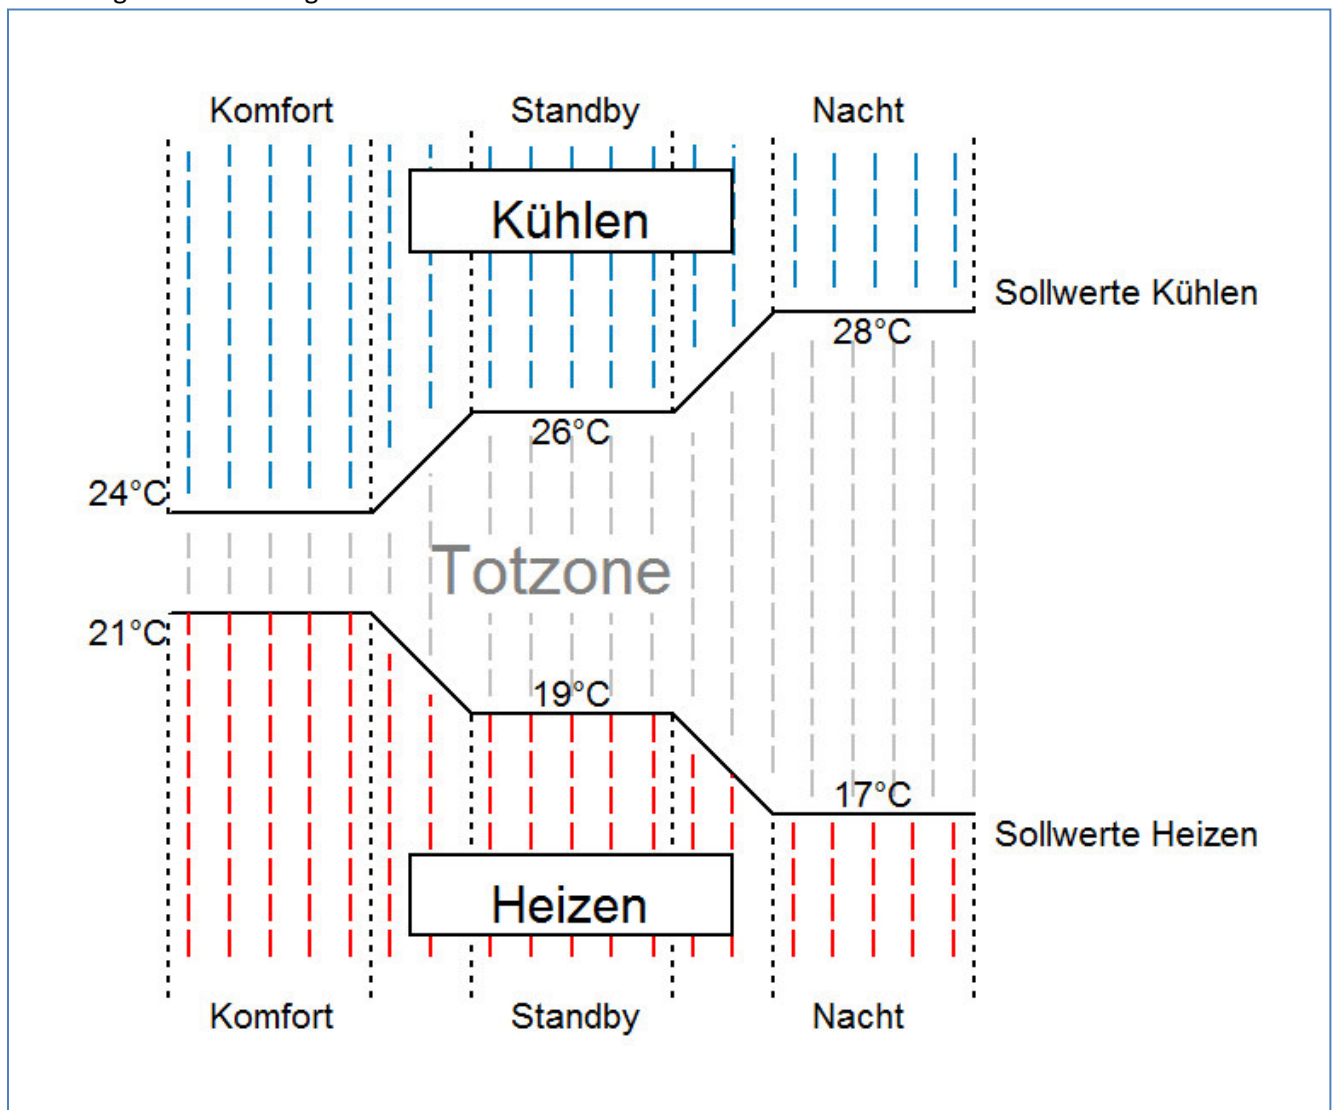 Komfort Standby Nacht
Kühlen
Sollwerte Kühlen
28°C
26°C
24°C
Totzone
21°C
19°C
17°C
Sollwerte Heizen
Heizen
Komfort Standby Nacht